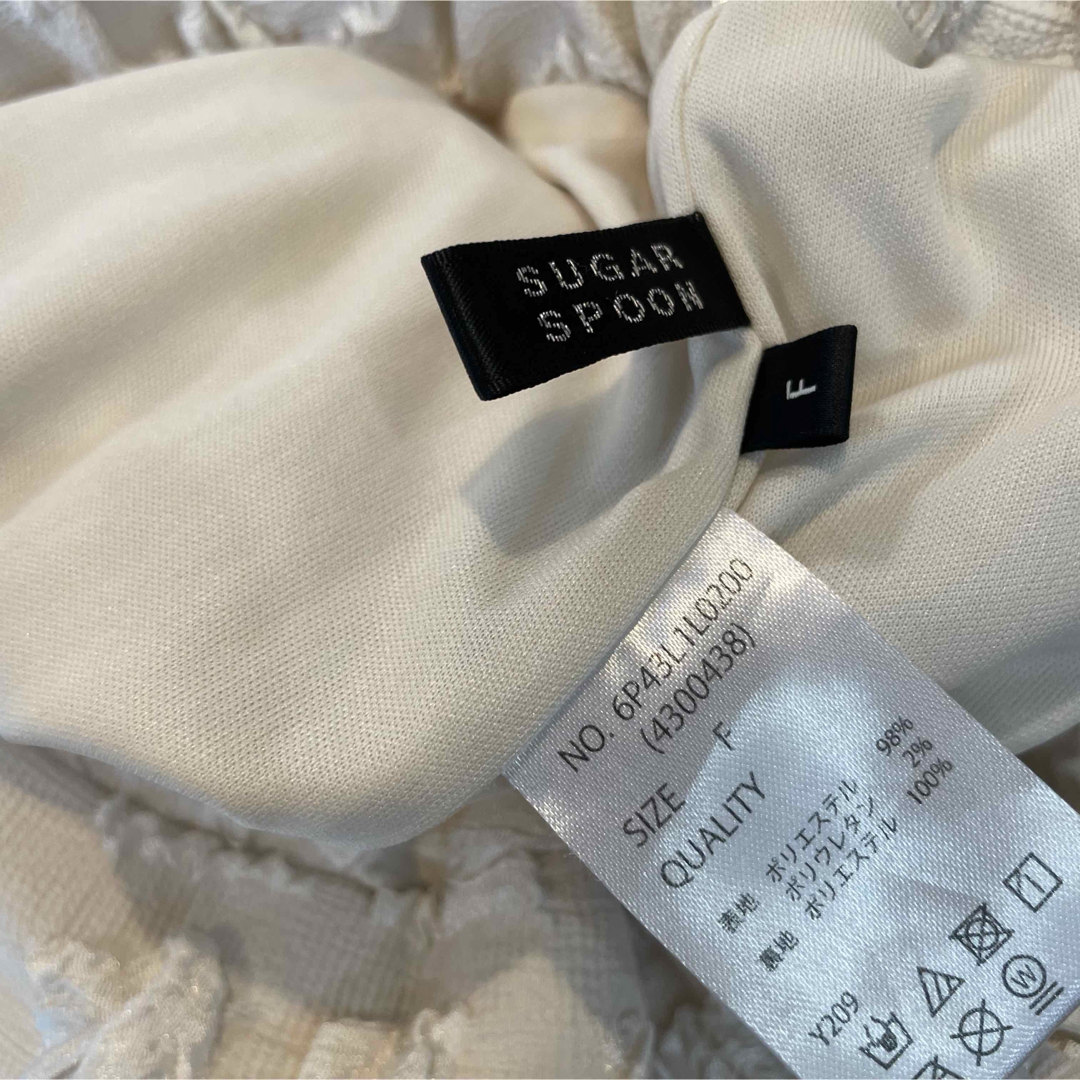 SUGAR
SPOON
F
NO. 6P43L1L0200
(4300438)
SIZE F
QUALITY
表地 ポリエステル 98%
ポリウレタン 2%
裏地 ポリエステル 100%
Y209
W